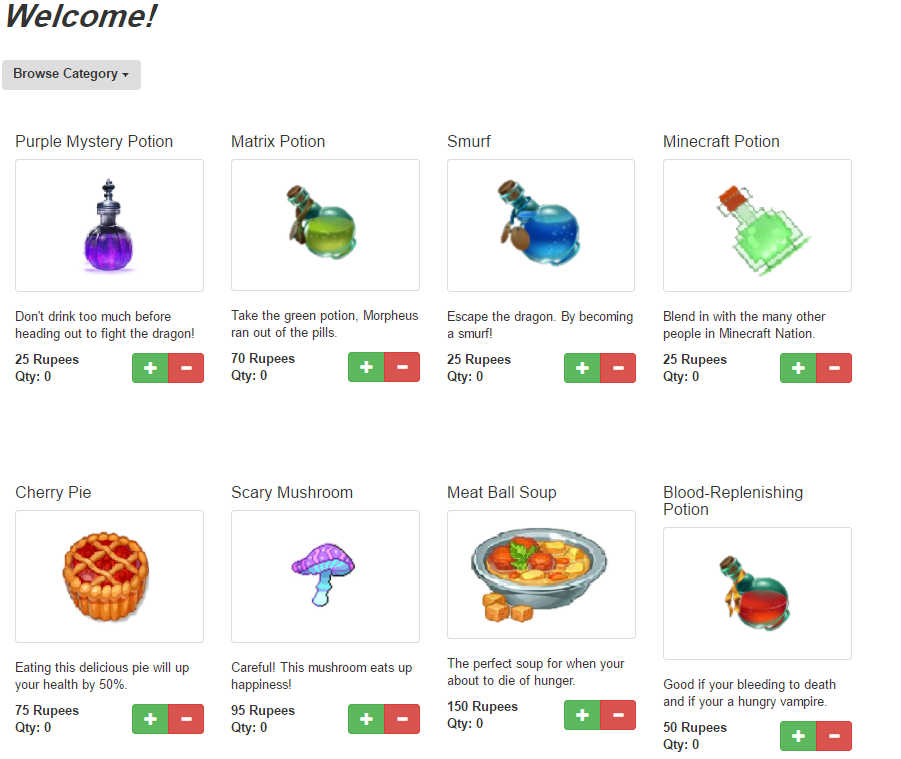 Welcome!
Browse Category
Purple Mystery Potion
Don't drink too much before
heading out to fight the dragon!
25 Rupees
Qty: 0
Matrix Potion
Take the green potion, Morpheus
ran out of the pills.
70 Rupees
Qty: 0
Smurf
Escape the dragon. By becoming
a smurf!
25 Rupees
Qty: 0
Minecraft Potion
Blend in with the many other
people in Minecraft Nation.
25 Rupees
Qty: 0
Cherry Pie
Eating this delicious pie will up
your health by 50%.
75 Rupees
Qty: 0
Scary Mushroom
Careful! This mushroom eats up
happiness!
95 Rupees
Qty: 0
Meat Ball Soup
The perfect soup for when your
about to die of hunger.
150 Rupees
Qty: 0
Blood-Replenishing
Potion
Good if your bleeding to death
and if your a hungry vampire.
50 Rupees
Qty: 0